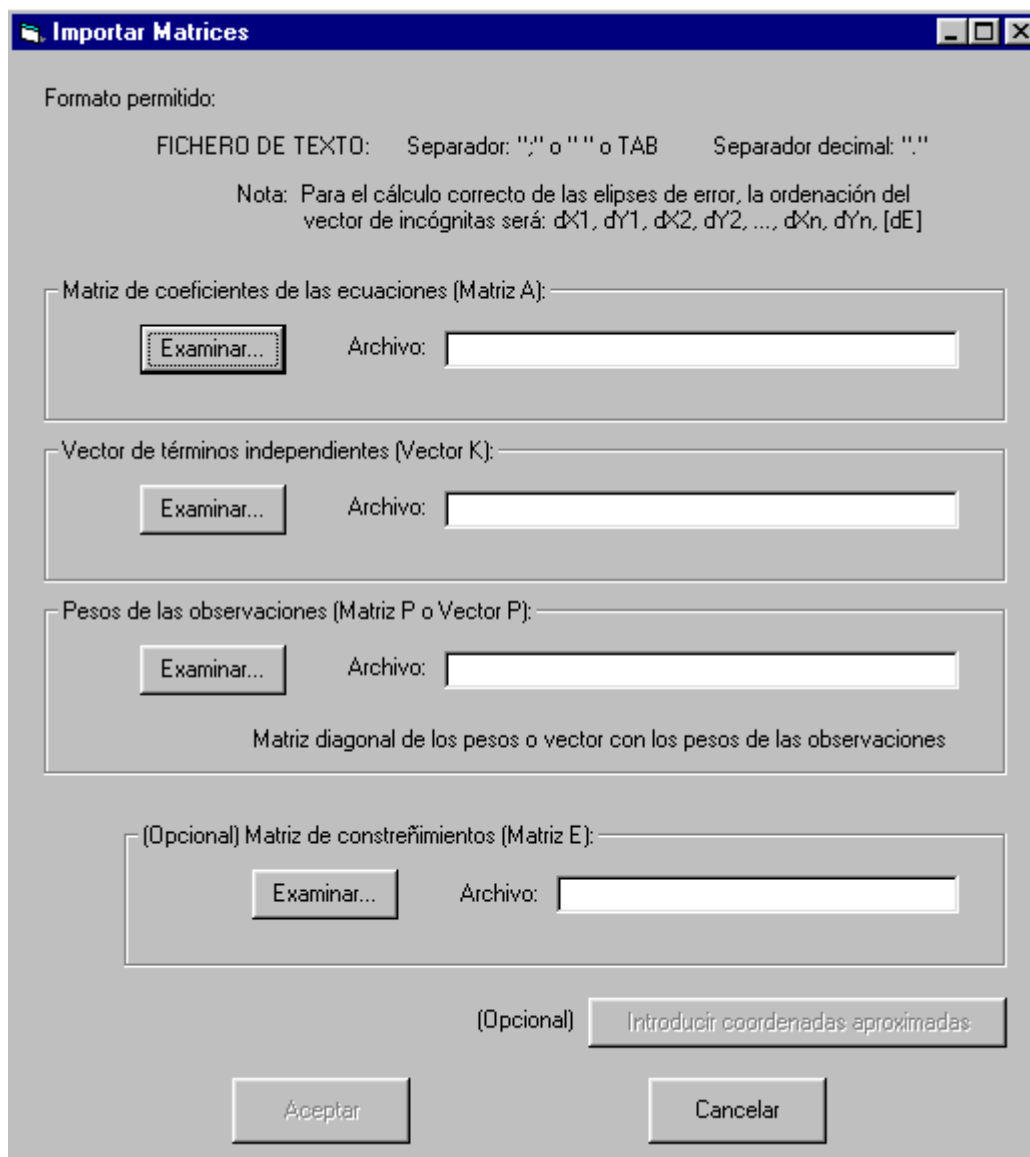 Importar Matrices
Formato permitido:
FICHERO DE TEXTO: Separador: ";" o " " o TAB Separador decimal: "."
Nota: Para el cálculo correcto de las elipses de error, la ordenación del
vector de incógnitas será: dX1, dY1, dX2, dY2, ..., dXn, dYn, [dE]
Matriz de coeficientes de las ecuaciones (Matriz A):
Examinar... Archivo:
Vector de términos independientes (Vector K):
Examinar... Archivo:
Pesos de las observaciones (Matriz P o Vector P):
Examinar... Archivo:
Matriz diagonal de los pesos o vector con los pesos de las observaciones
(Opcional) Matriz de constreñimientos (Matriz E):
Examinar... Archivo:
(Opcional) Introducir coordenadas aproximadas
Aceptar Cancelar